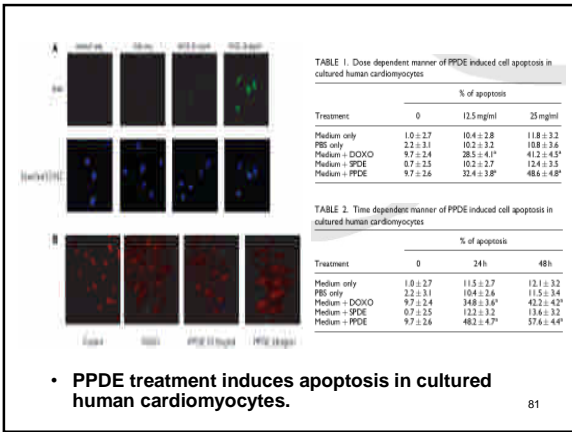 A
TABLE 1. Dose dependent manner of PPDE induced cell apoptosis in
cultured human cardiomyocytes
% of apoptosis
Treatment 0 12.5 mg/ml 25 mg/ml
Medium only 1.0 ± 2.7 10.4 ± 2.8 11.8 ± 3.2
PBS only 2.2 ± 3.1 10.2 ± 3.2 10.8 ± 3.6
Medium + DOXO 9.7 ± 2.4 28.5 ± 4.1* 41.2 ± 4.5*
Medium + SPDE 0.7 ± 2.5 10.2 ± 2.7 12.4 ± 3.5
Medium + PPDE 9.7 ± 2.6 32.4 ± 3.8* 48.6 ± 4.8*
TABLE 2. Time dependent manner of PPDE induced cell apoptosis in
cultured human cardiomyocytes
% of apoptosis
Treatment 0 24 h 48 h
Medium only 1.0 ± 2.7 11.5 ± 2.7 12.1 ± 3.2
PBS only 2.2 ± 3.1 10.4 ± 2.6 11.5 ± 3.4
Medium + DOXO 9.7 ± 2.4 34.8 ± 3.6* 42.2 ± 4.2*
Medium + SPDE 0.7 ± 2.5 12.2 ± 3.2 13.6 ± 3.2
Medium + PPDE 9.7 ± 2.6 48.2 ± 4.7* 57.6 ± 4.4*
B
Control
• PPDE treatment induces apoptosis in cultured
human cardiomyocytes.
81